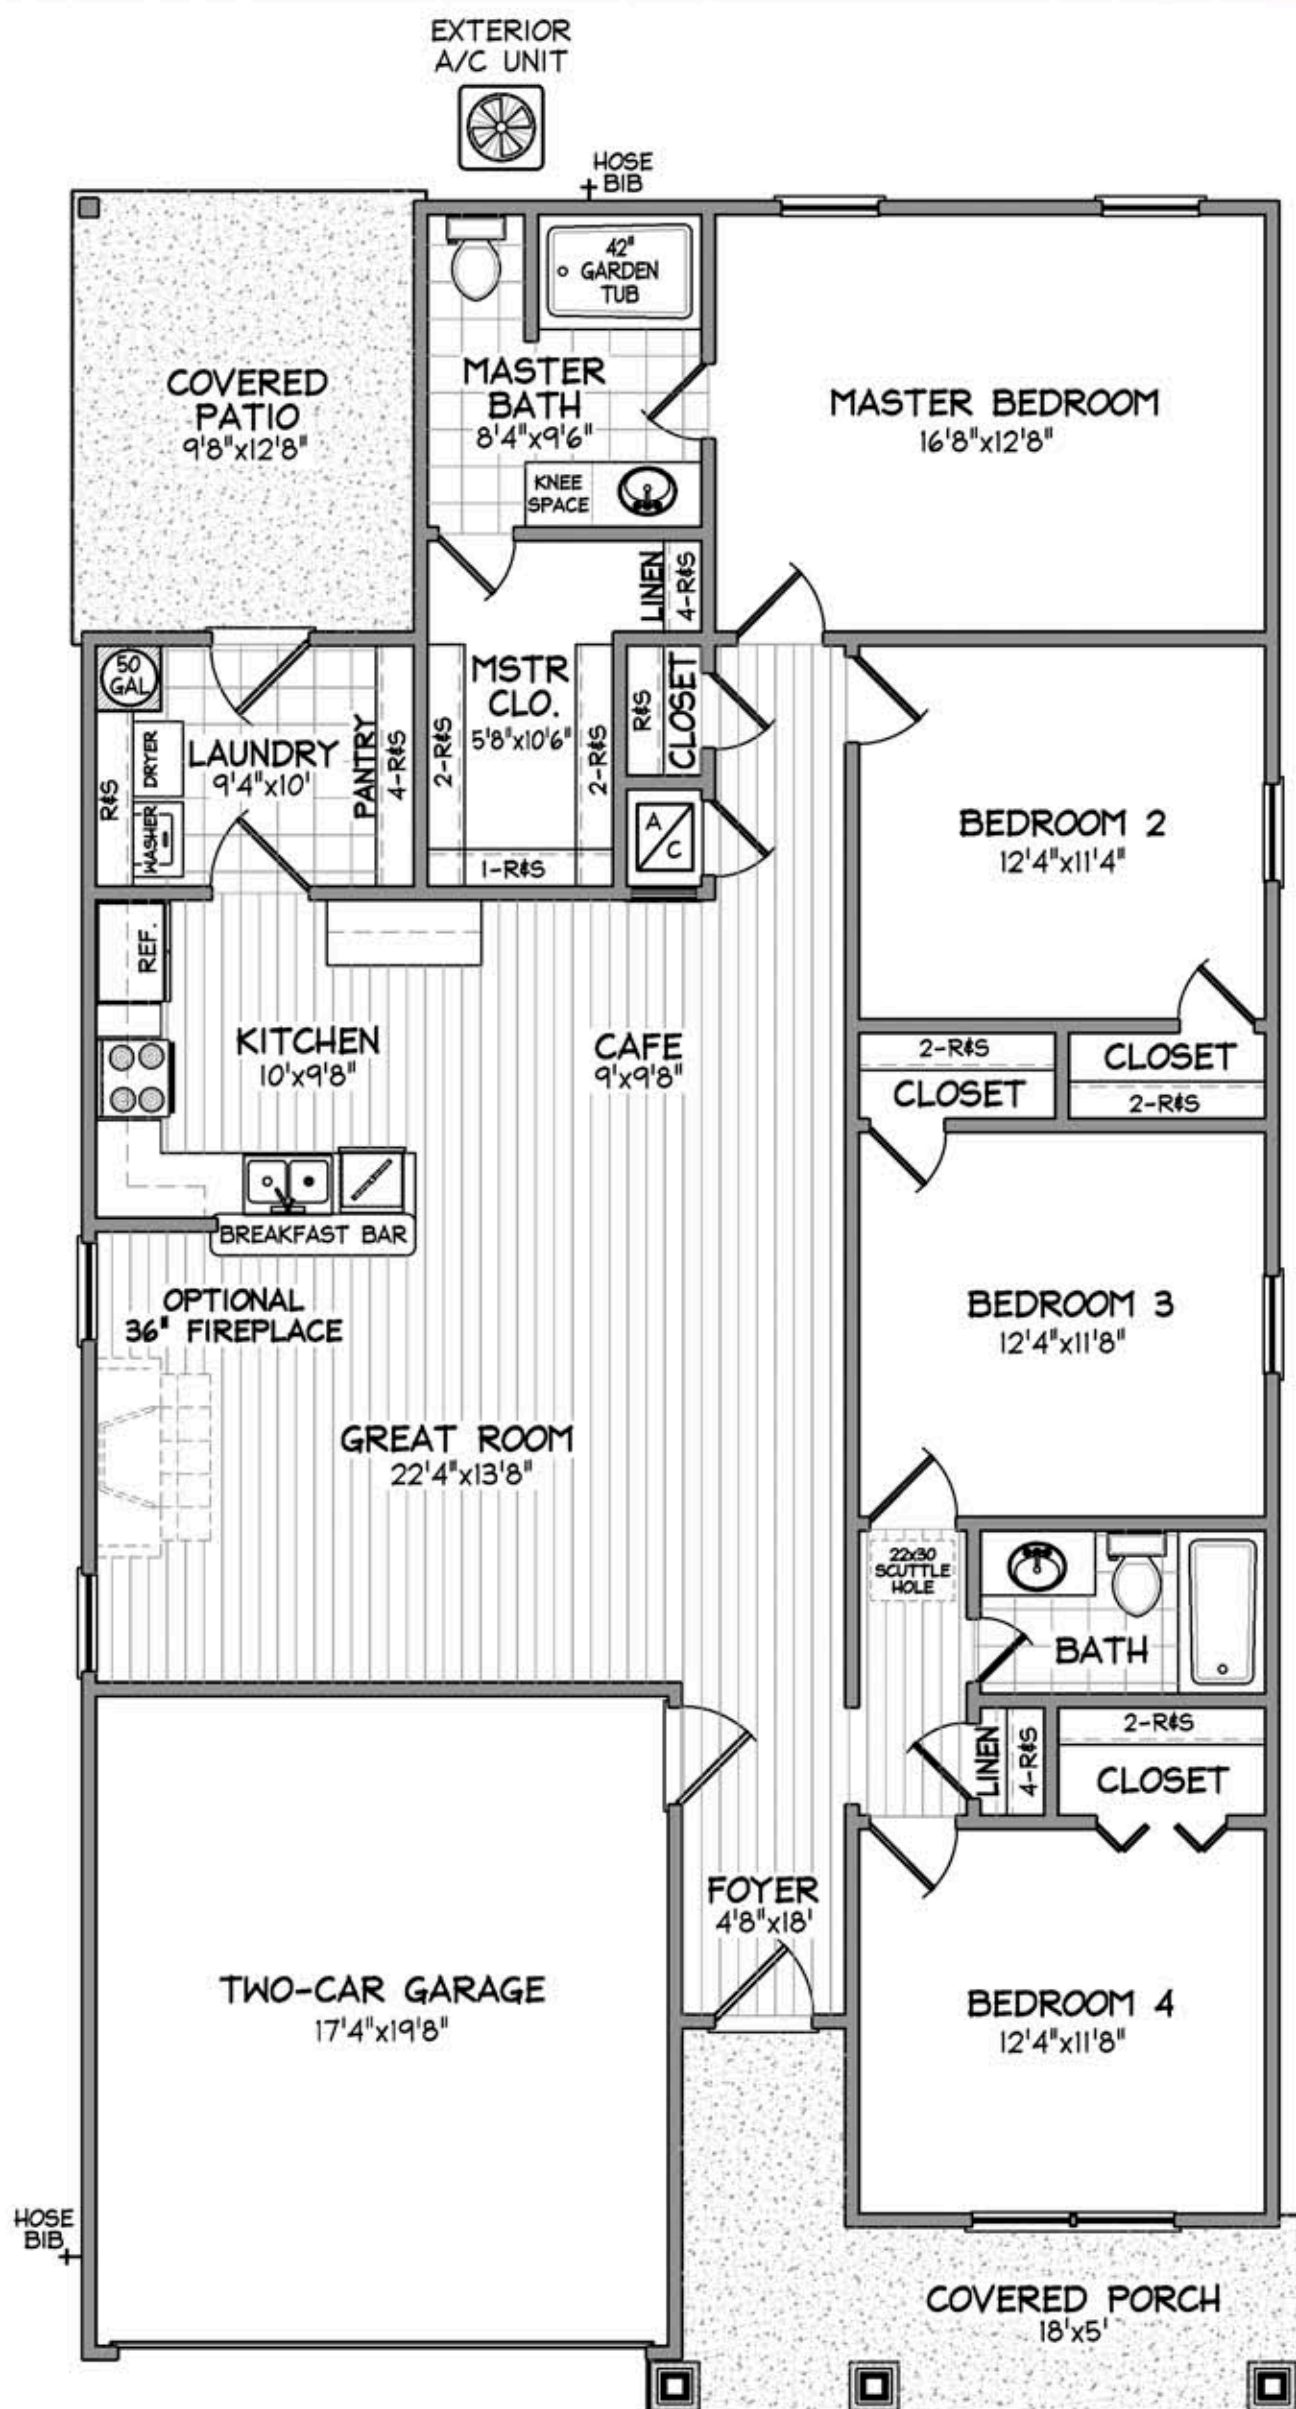 EXTERIOR
A/C UNIT
HOSE
BIB
42"
GARDEN
TUB
COVERED
PATIO
9'8"x12'8"
MASTER
BATH
8'4"x9'6"
MASTER BEDROOM
16'8"x12'8"
KNEE
SPACE
LINEN
4-R&S
50
GAL
MSTR
CLO.
5'8"x10'6"
2-R&S
2-R&S
1-R&S
R&S
CLOSET
LAUNDRY
9'4"x10'
R&S
DRYER
WASHER
PANTRY
4-R&S
A
C
BEDROOM 2
12'4"x11'4"
REF.
KITCHEN
10'x9'8"
CAFE
9'x9'8"
2-R&S
CLOSET
CLOSET
2-R&S
BREAKFAST BAR
OPTIONAL
36" FIREPLACE
BEDROOM 3
12'4"x11'8"
GREAT ROOM
22'4"x13'8"
22x30
SCUTTLE
HOLE
BATH
LINEN
4-R&S
2-R&S
CLOSET
FOYER
4'8"x18'
TWO-CAR GARAGE
17'4"x19'8"
BEDROOM 4
12'4"x11'8"
HOSE
BIB
COVERED PORCH
18'x5'